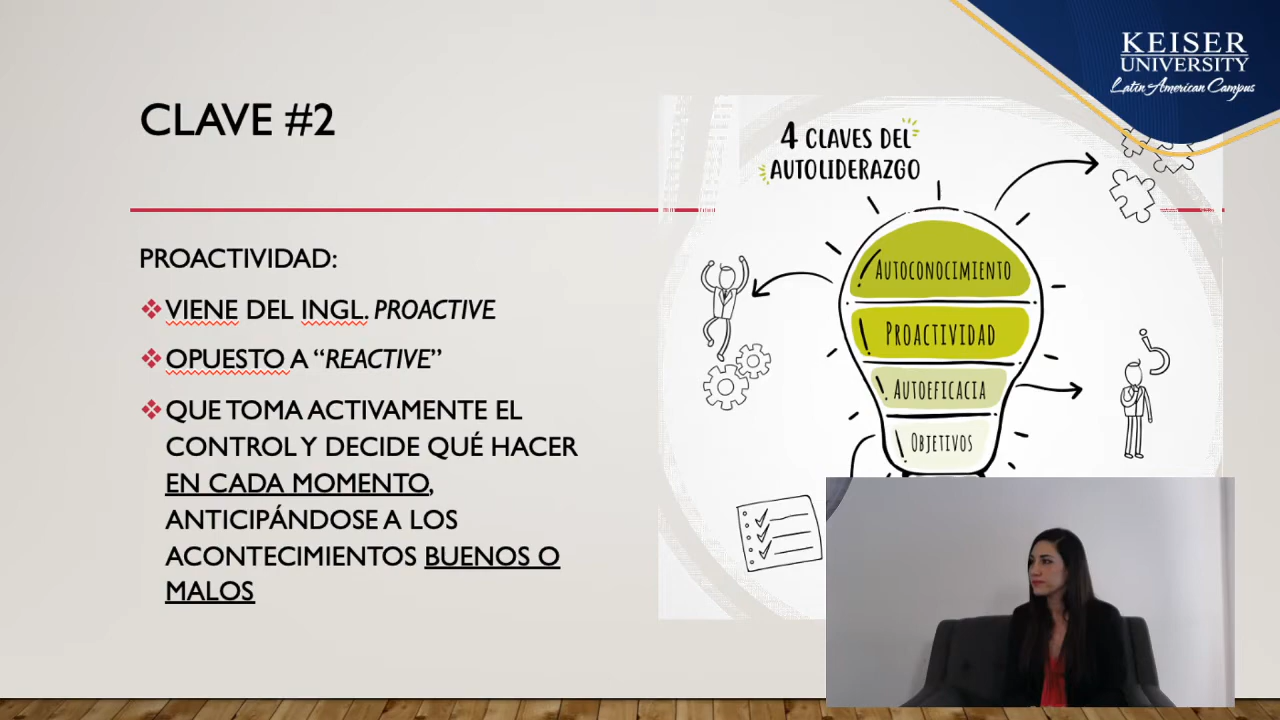 KEISER
UNIVERSITY
Latin American Campus
CLAVE #2
4 CLAVES DEL
AUTOLIDERAZGO
PROACTIVIDAD:
VIENE DEL INGL. PROACTIVE
OPUESTO A “REACTIVE”
QUE TOMA ACTIVAMENTE EL
CONTROL Y DECIDE QUÉ HACER
EN CADA MOMENTO,
ANTICIPÁNDOSE A LOS
ACONTECIMIENTOS BUENOS O
MALOS
AUTOCONOCIMIENTO
PROACTIVIDAD
AUTOEFICACIA
OBJETIVOS